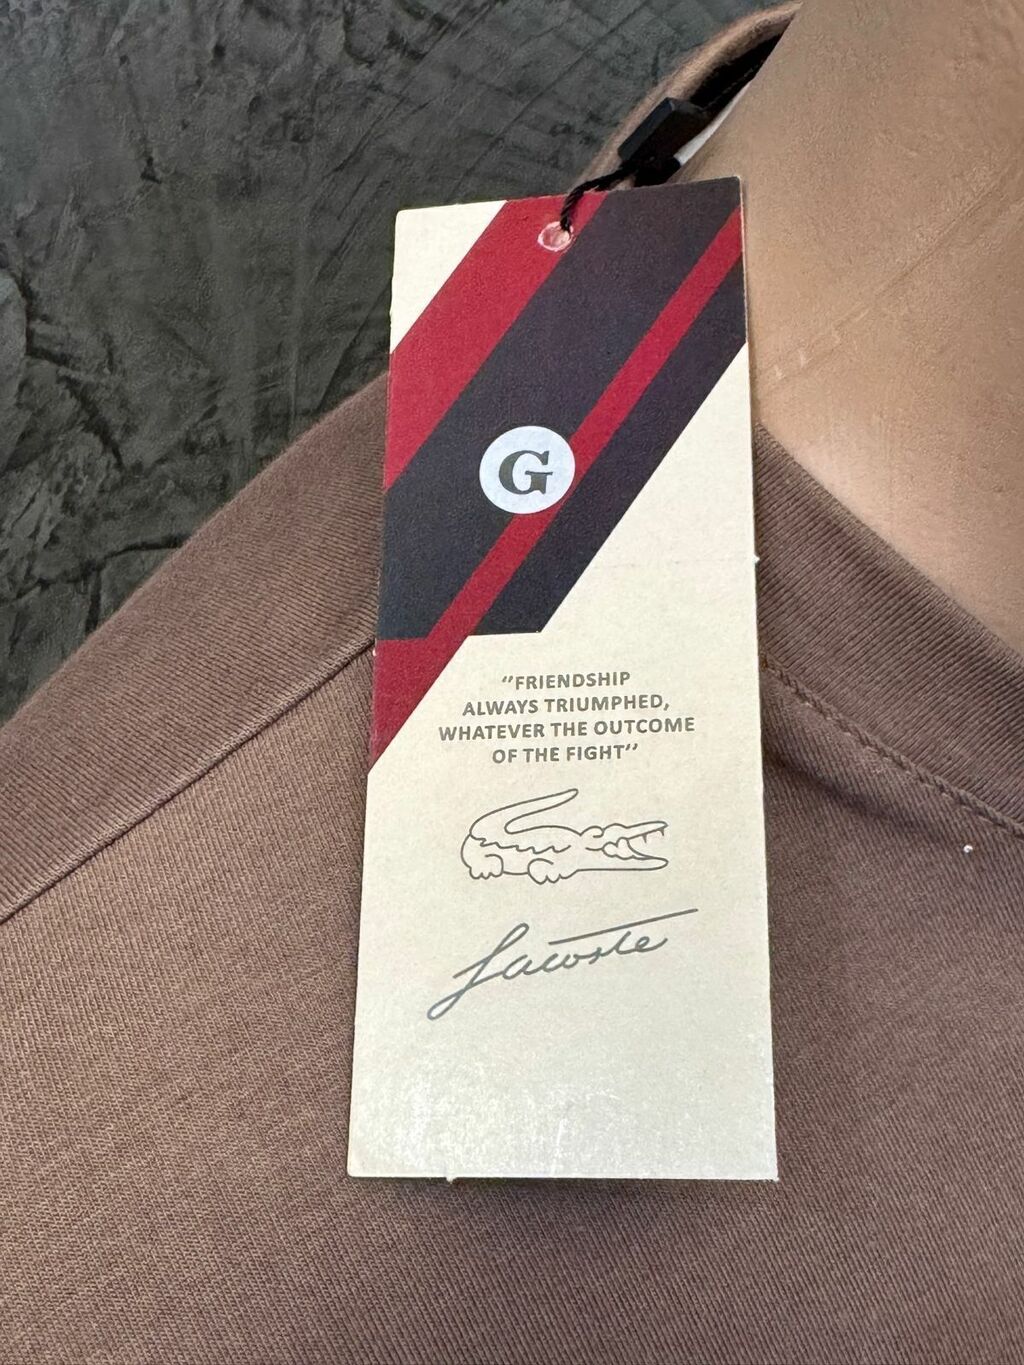 G
“FRIENDSHIP
ALWAYS TRIUMPHED,
WHATEVER THE OUTCOME
OF THE FIGHT”
Lacoste